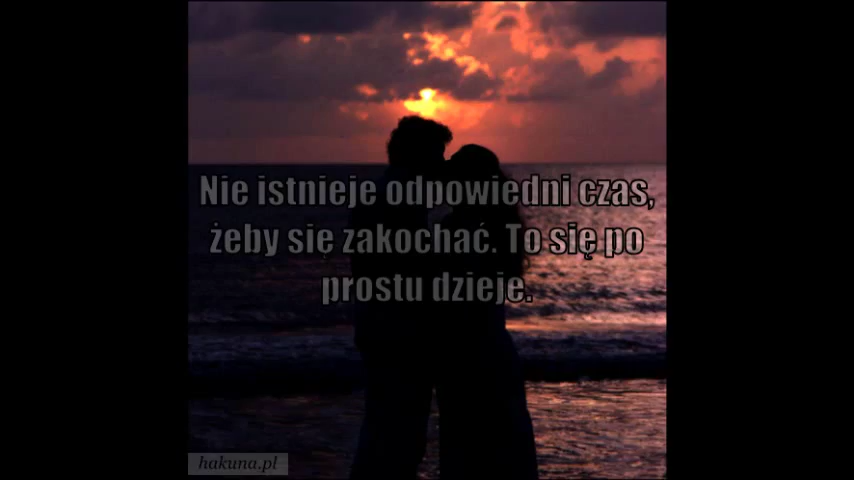 Nie istnieje odpowiedni czas,
żeby się zakochać. To się po
prostu dzieje.
hakuna.pl